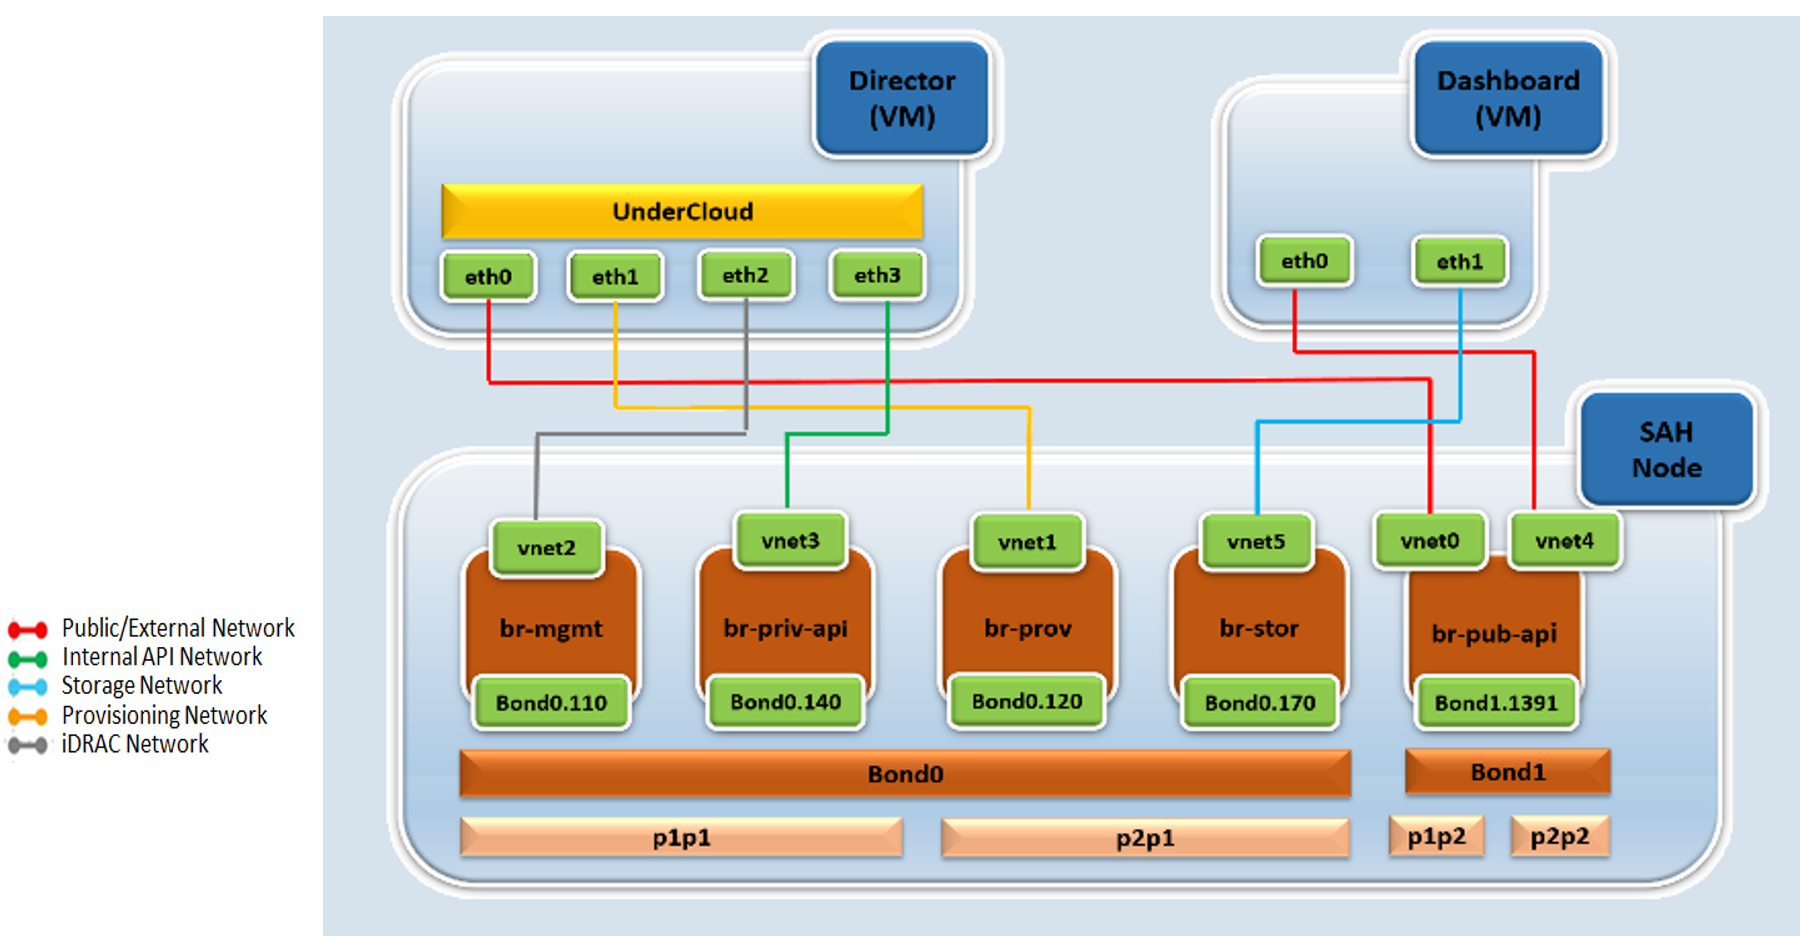 Director
(VM)
Dashboard
(VM)
UnderCloud
eth0
eth1
eth2
eth3
eth0
eth1
SAH
Node
vnet2
vnet3
vnet1
vnet5
vnet0
vnet4
br-mgmt
br-priv-api
br-prov
br-stor
br-pub-api
Bond0.110
Bond0.140
Bond0.120
Bond0.170
Bond1.1391
Bond0
Bond1
p1p1
p2p1
p1p2
p2p2
Public/External Network
Internal API Network
Storage Network
Provisioning Network
iDRAC Network